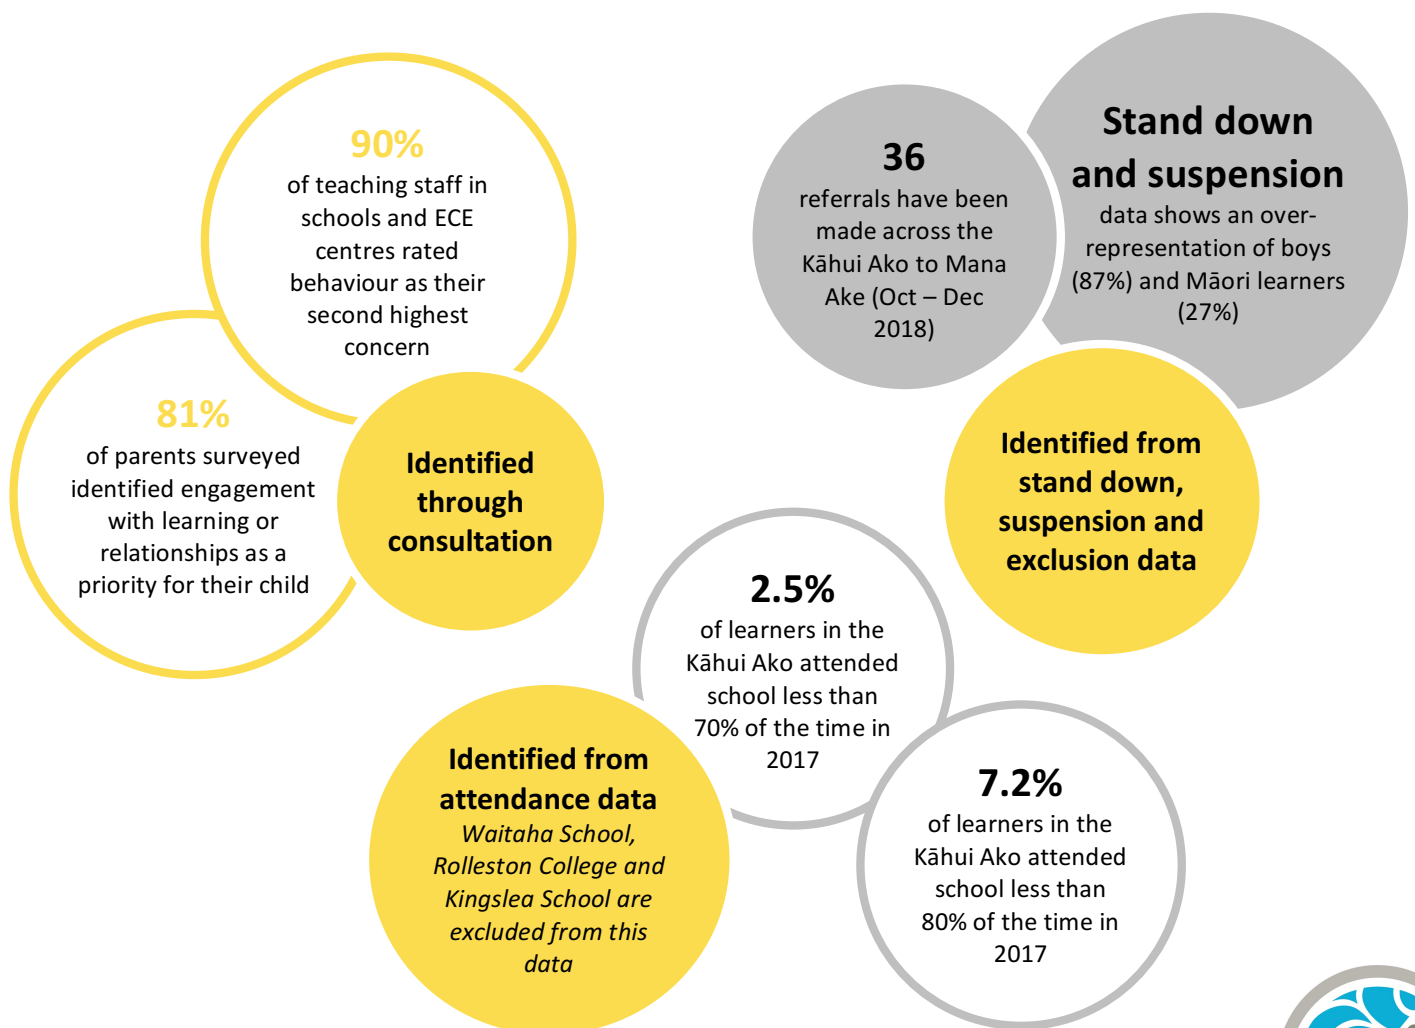 90%
of teaching staff in
schools and ECE
centres rated
behaviour as their
second highest
concern
81%
of parents surveyed
identified engagement
with learning or
relationships as a
priority for their child
Identified
through
consultation
36
referrals have been
made across the
Kāhui Ako to Mana
Ake (Oct – Dec
2018)
Stand down
and suspension
data shows an over-
representation of boys
(87%) and Māori learners
(27%)
Identified from
stand down,
suspension and
exclusion data
2.5%
of learners in the
Kāhui Ako attended
school less than
70% of the time in
2017
Identified from
attendance data
Waitaha School,
Rolleston College and
Kingslea School are
excluded from this
data
7.2%
of learners in the
Kāhui Ako attended
school less than
80% of the time in
2017